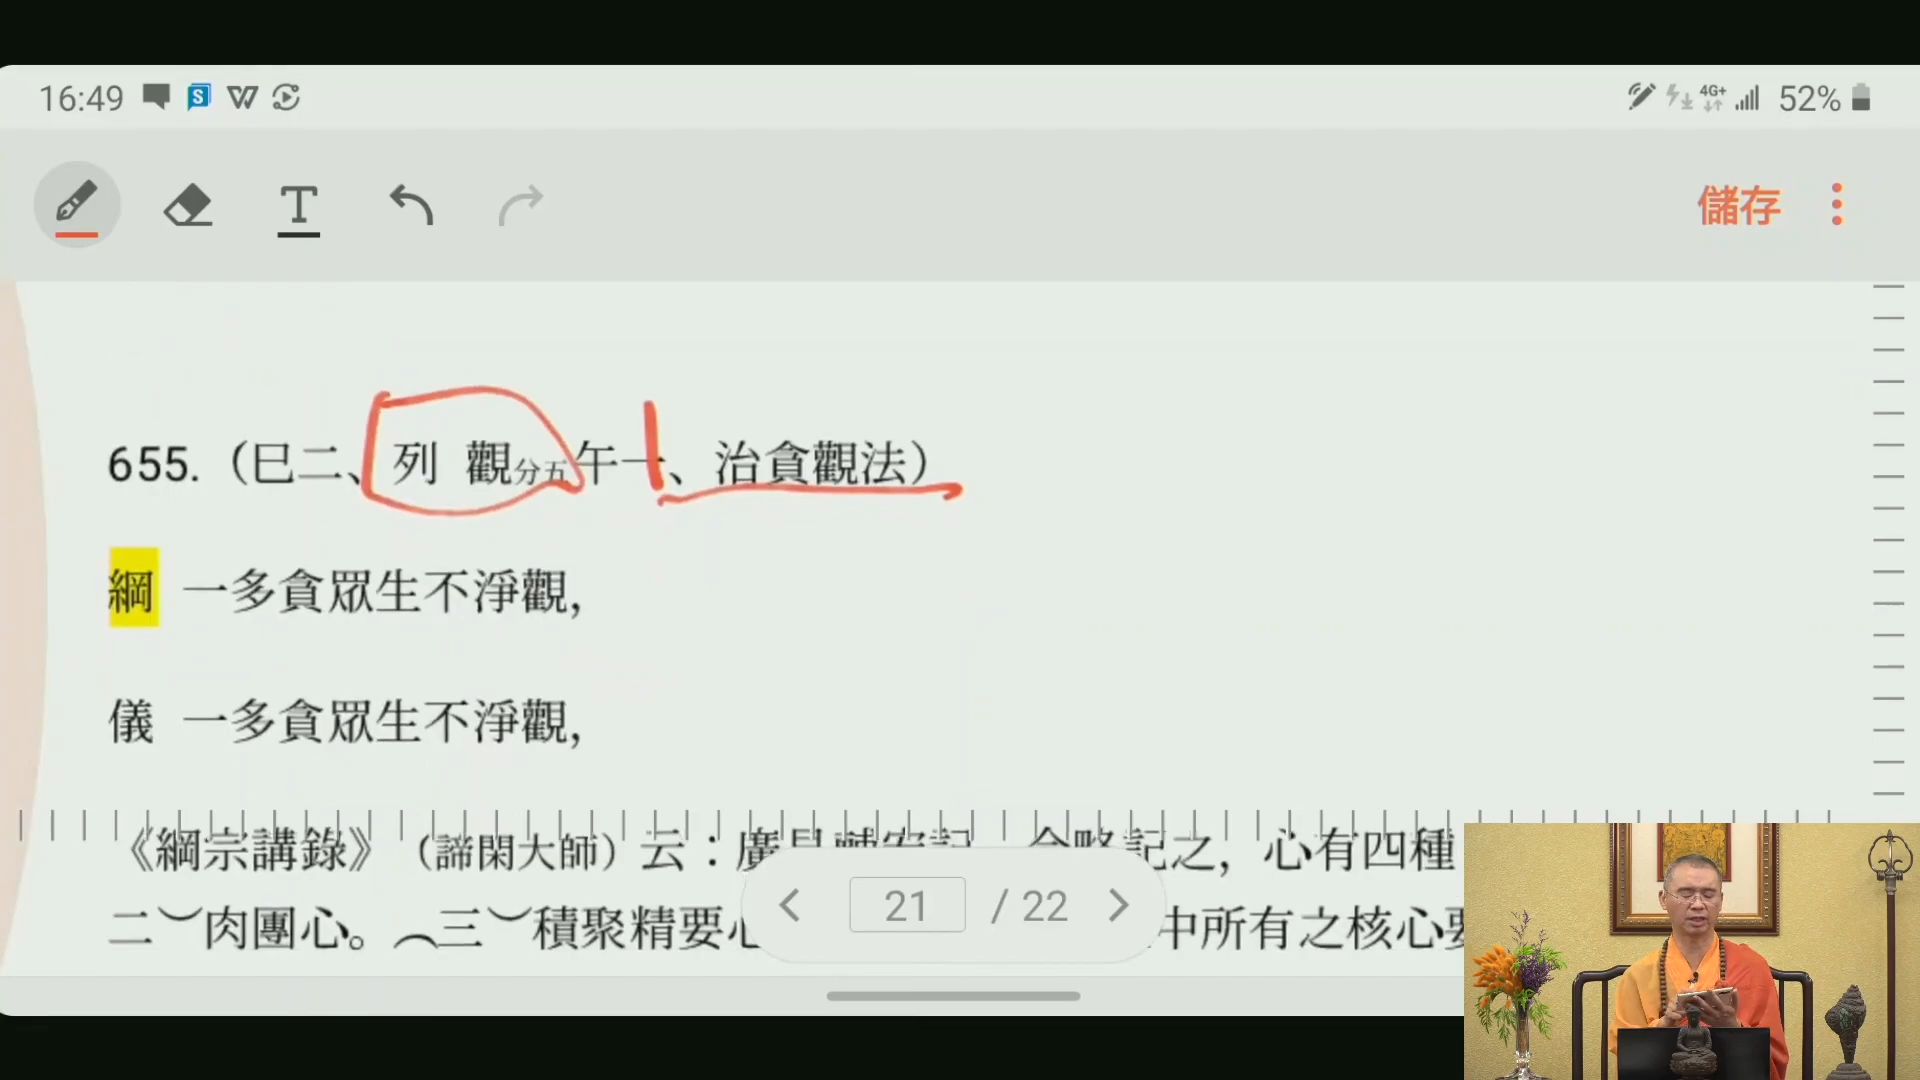 16:49 S W 4G+ 52%
T 儲存
655.（巳二、列 觀分五午一、治貪觀法）
綱 一多貪眾生不淨觀,
儀 一多貪眾生不淨觀,
《綱宗講錄》（諦閑大師）云：廣 記之, 心有四種
二︶肉團心。︵三︶積聚精要 中所有之核心
21 / 22